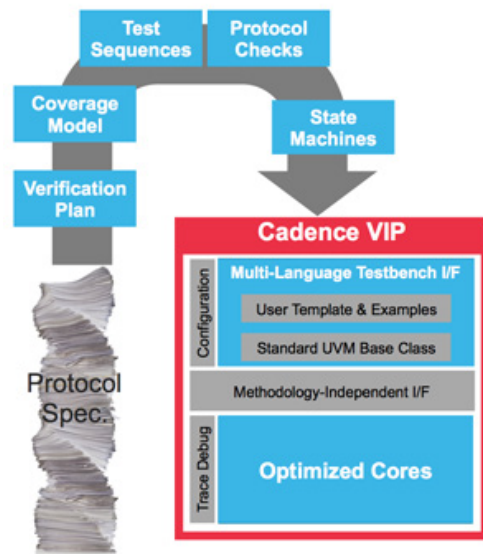 Test
Sequences
Protocol
Checks
Coverage
Model
State
Machines
Verification
Plan
Protocol
Spec.
Cadence VIP
Configuration
Multi-Language Testbench I/F
User Template & Examples
Standard UVM Base Class
Methodology-Independent I/F
Trace Debug
Optimized Cores